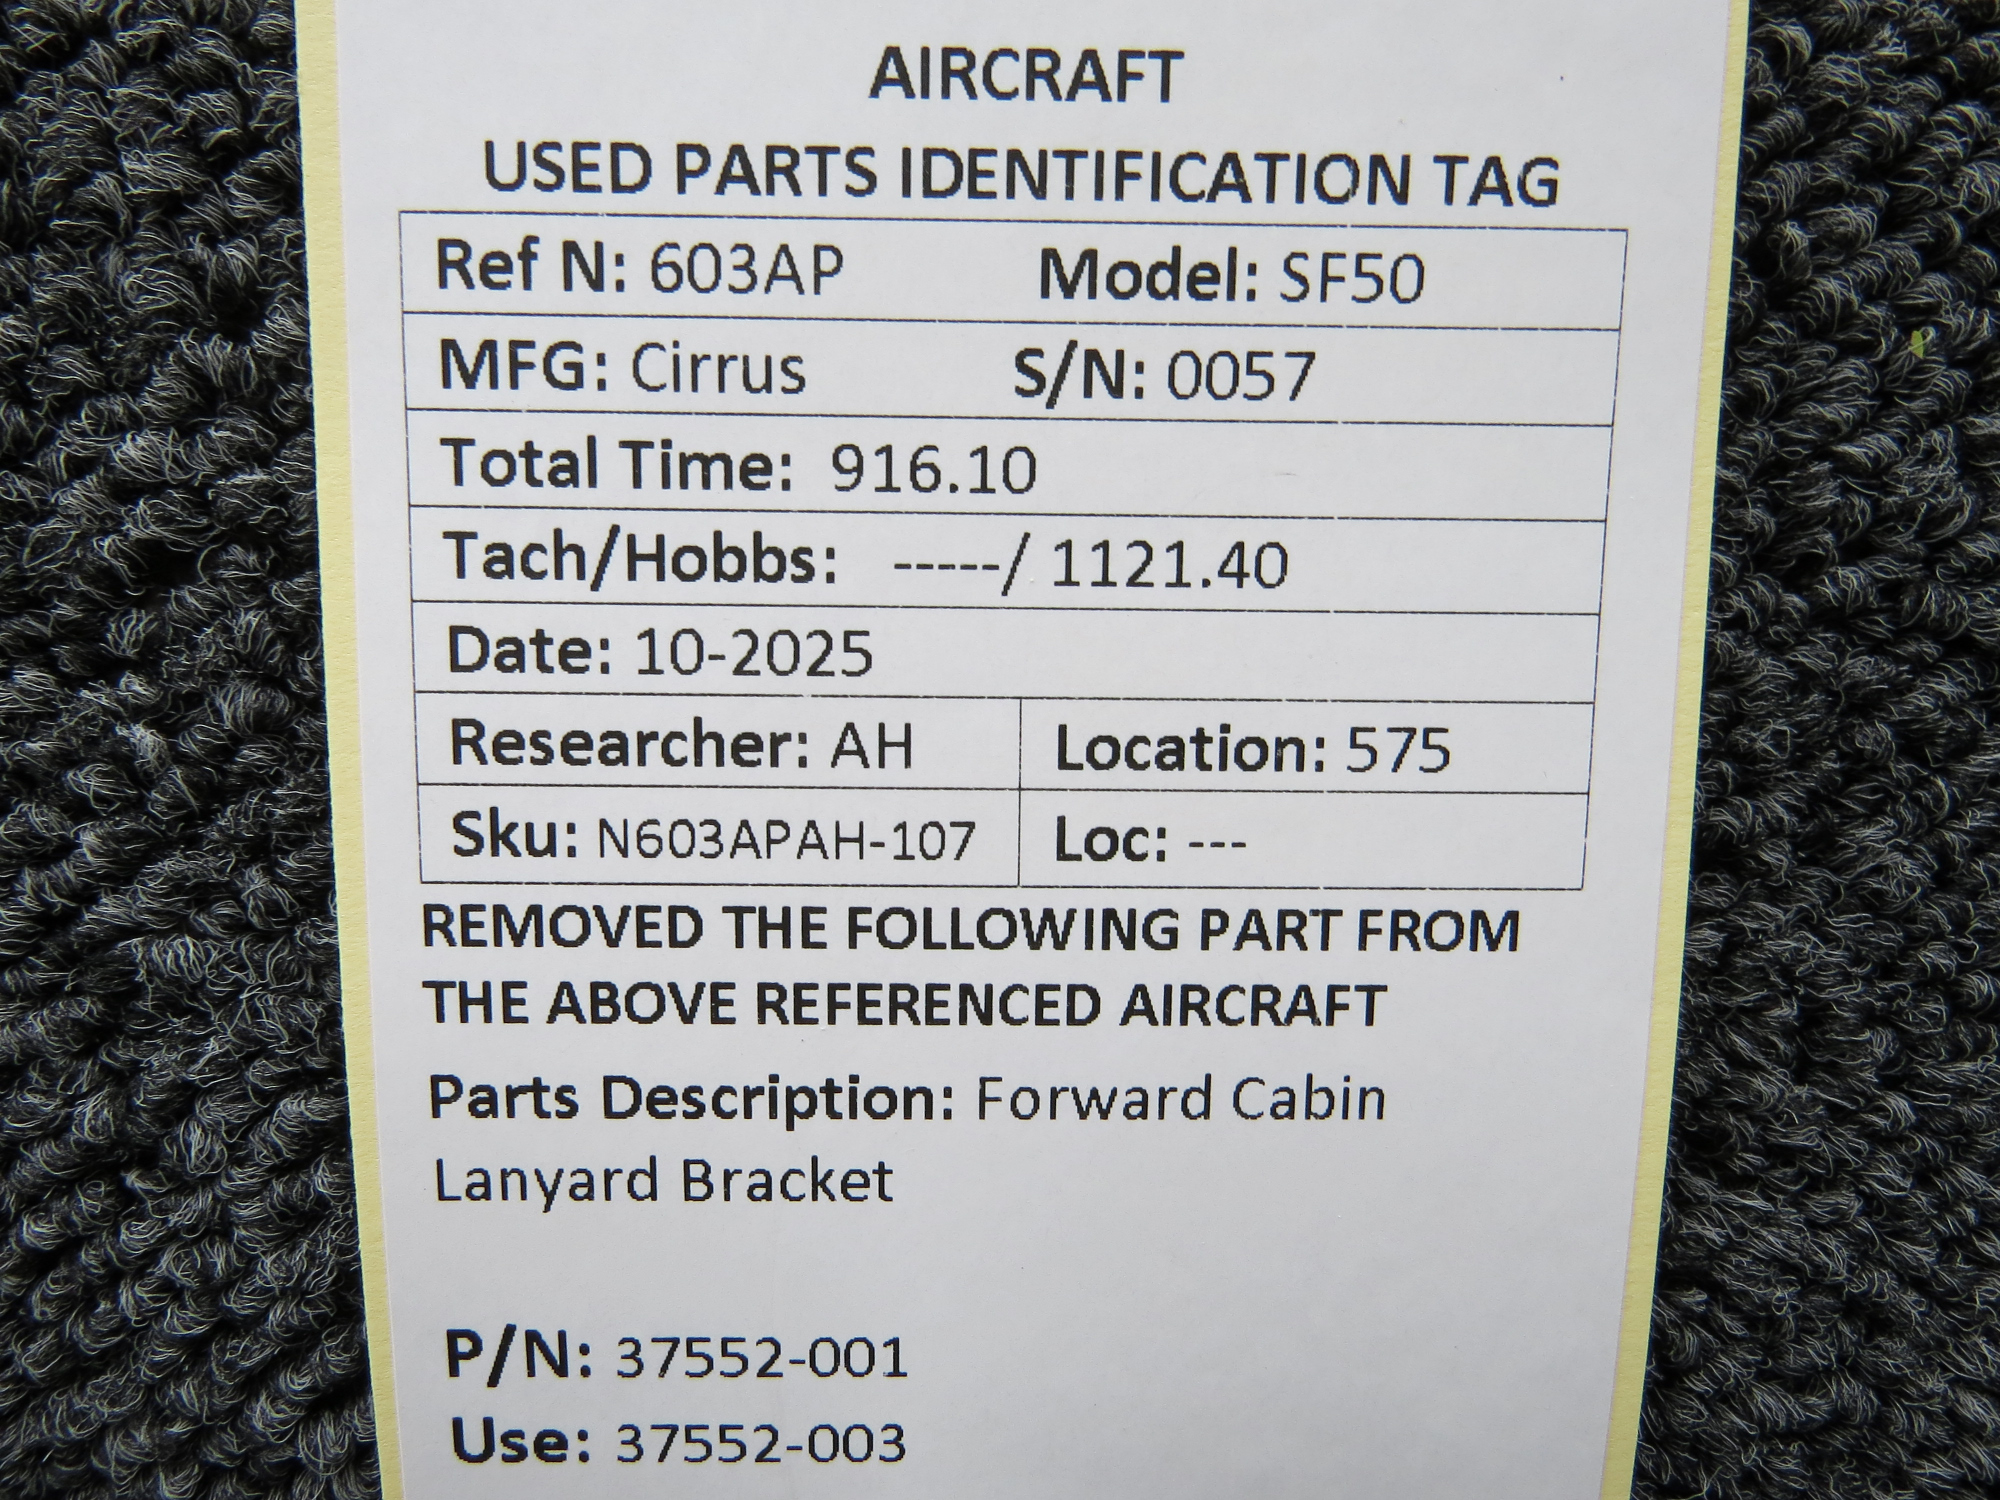 AIRCRAFT
USED PARTS IDENTIFICATION TAG
Ref N: 603AP Model: SF50
MFG: Cirrus S/N: 0057
Total Time: 916.10
Tach/Hobbs: -----/ 1121.40
Date: 10-2025
Researcher: AH Location: 575
Sku: N603APAH-107 Loc: ---
REMOVED THE FOLLOWING PART FROM
THE ABOVE REFERENCED AIRCRAFT
Parts Description: Forward Cabin
Lanyard Bracket
P/N: 37552-001
Use: 37552-003